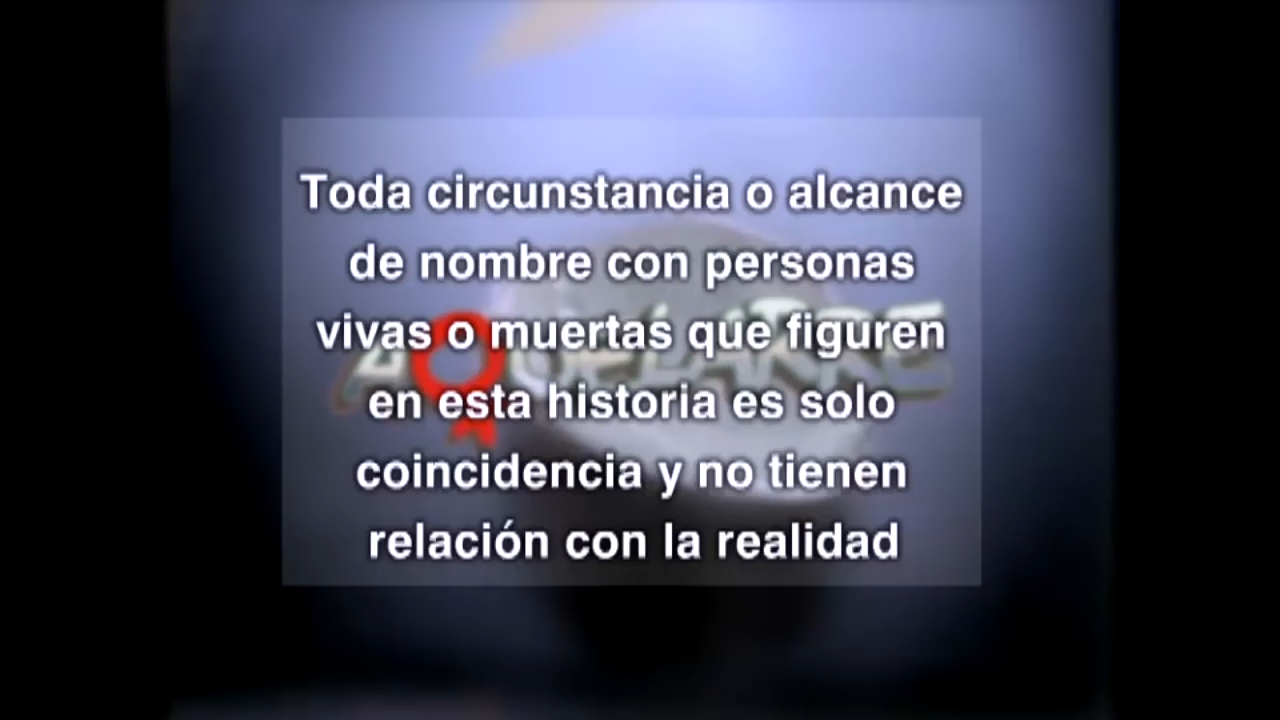 Toda circunstancia o alcance
de nombre con personas
vivas o muertas que figuren
en esta historia es solo
coincidencia y no tienen
relación con la realidad
AQUELARRE